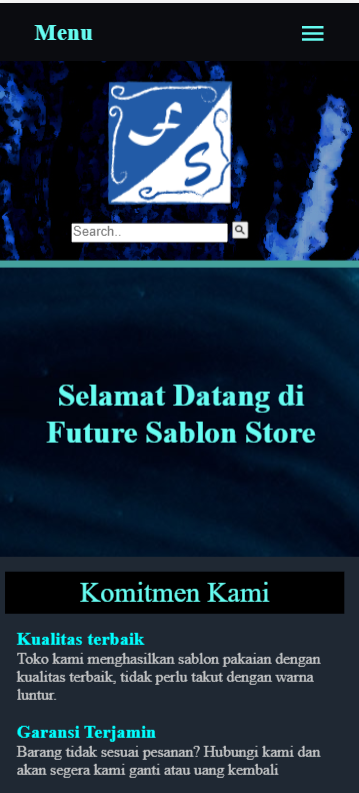 Menu
f
S
Search..
Selamat Datang di
Future Sablon Store
Komitmen Kami
Kualitas terbaik
Toko kami menghasilkan sablon pakaian dengan
kualitas terbaik, tidak perlu takut dengan warna
luntur.
Garansi Terjamin
Barang tidak sesuai pesanan? Hubungi kami dan
akan segera kami ganti atau uang kembali